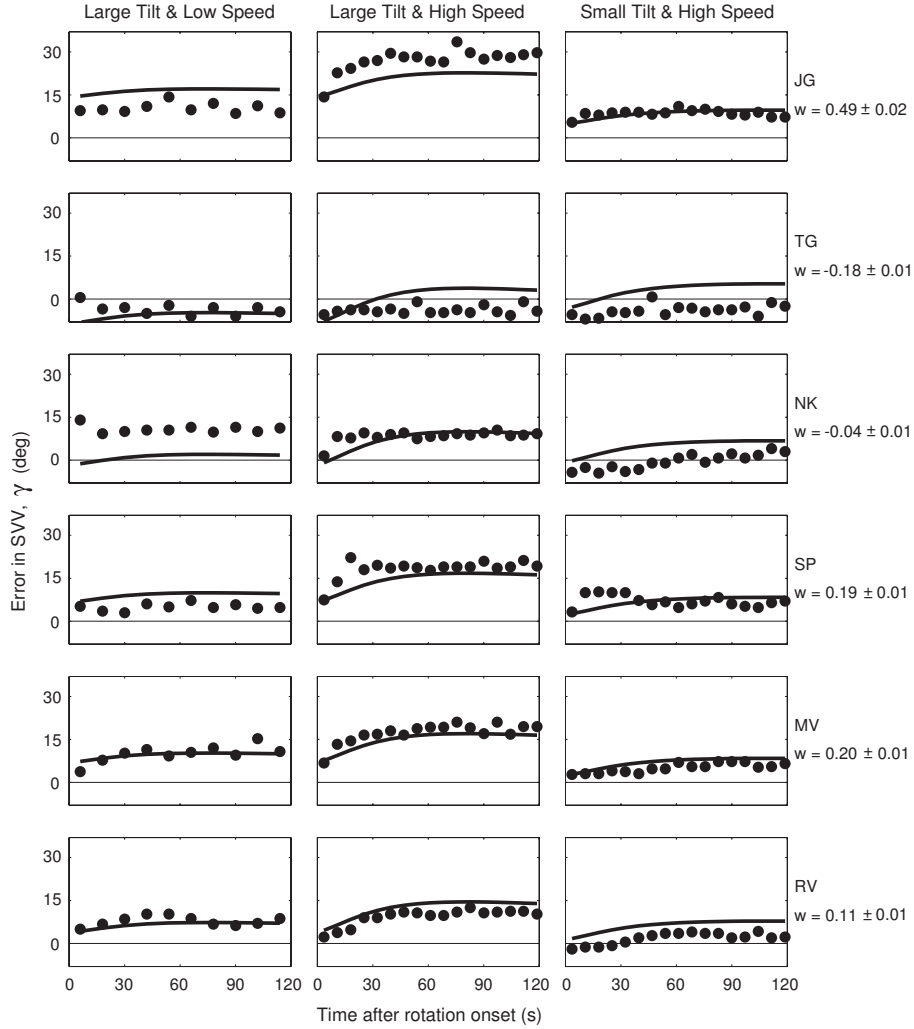 Large Tilt & Low Speed
Large Tilt & High Speed
Small Tilt & High Speed
30
15
0
JG
w = 0.49 ± 0.02
30
15
0
TG
w = -0.18 ± 0.01
30
15
0
NK
w = -0.04 ± 0.01
30
15
0
SP
w = 0.19 ± 0.01
30
15
0
MV
w = 0.20 ± 0.01
30
15
0
RV
w = 0.11 ± 0.01
Error in SVV, γ (deg)
0 30 60 90 120
0 30 60 90 120
0 30 60 90 120
Time after rotation onset (s)